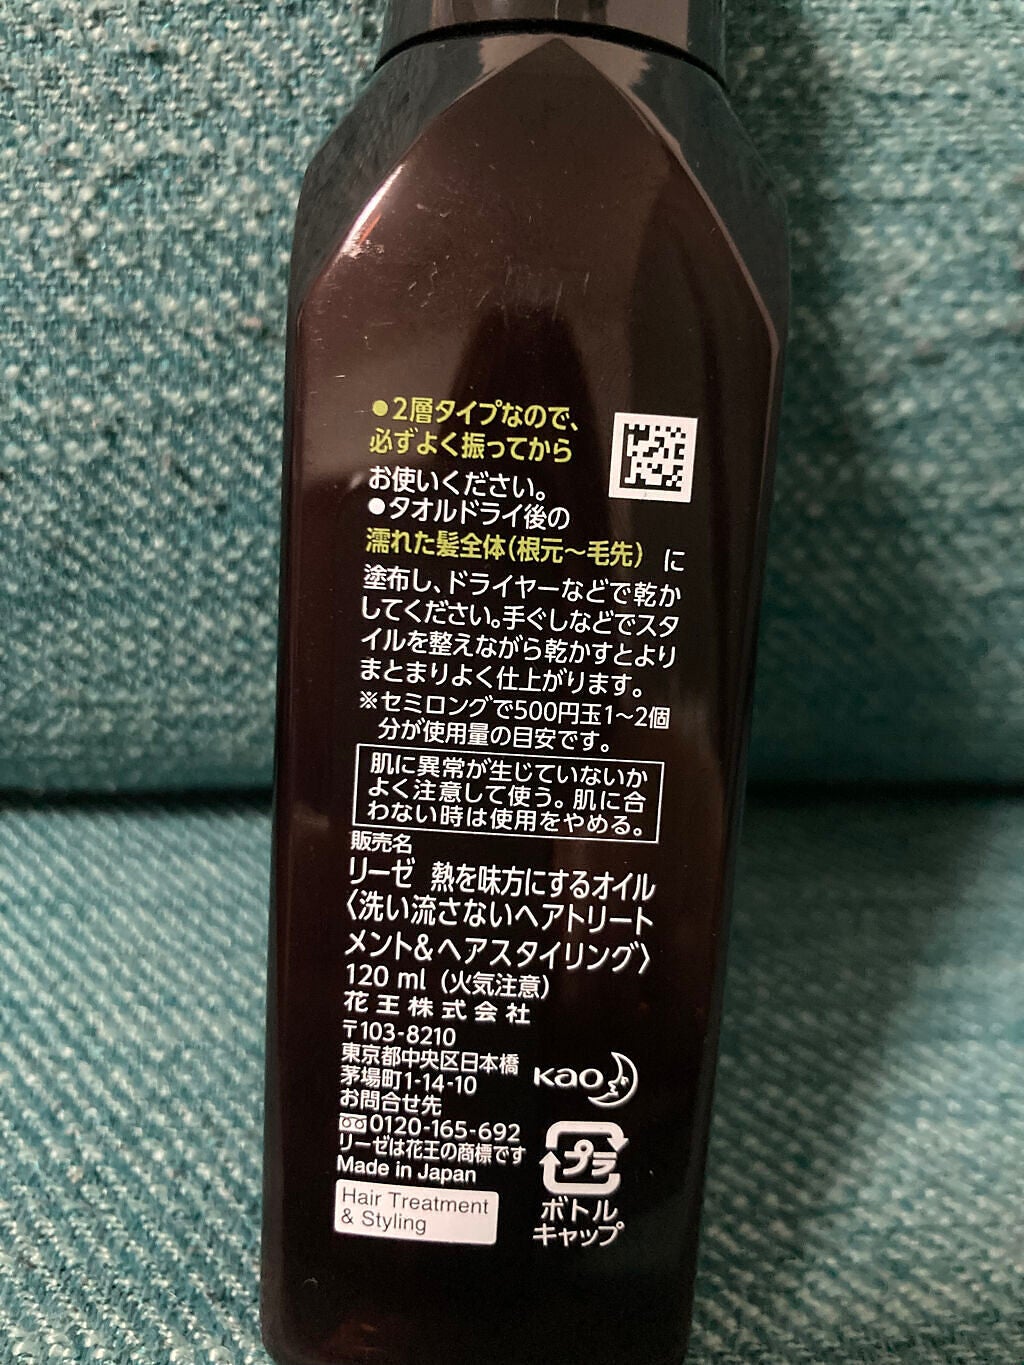 ●2層タイプなので、
必ずよく振ってから
お使いください。
●タオルドライ後の
濡れた髪全体(根元～毛先)に
塗布し、ドライヤーなどで乾か
してください。手ぐしなどでスタ
イルを整えながら乾かすとより
まとまりよく仕上がります。
※セミロングで500円玉1～2個
分が使用量の目安です。
肌に異常が生じていないか
よく注意して使う。肌に合
わない時は使用をやめる。
販売名
リーゼ 熱を味方にするオイル
〈洗い流さないヘアトリート
メント&ヘアスタイリング〉
120 ml (火気注意)
花王株式会社
〒103-8210
東京都中央区日本橋
茅場町1-14-10
お問合せ先
0120-165-692
リーゼは花王の商標です
Made in Japan
Hair Treatment
& Styling
Kao
プラ
ボトル
キャップ